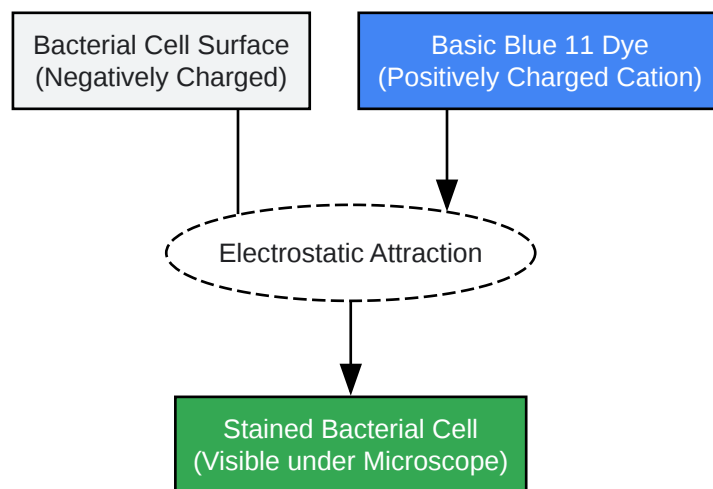 Bacterial Cell Surface
(Negatively Charged)
Basic Blue 11 Dye
(Positively Charged Cation)
Electrostatic Attraction
Stained Bacterial Cell
(Visible under Microscope)